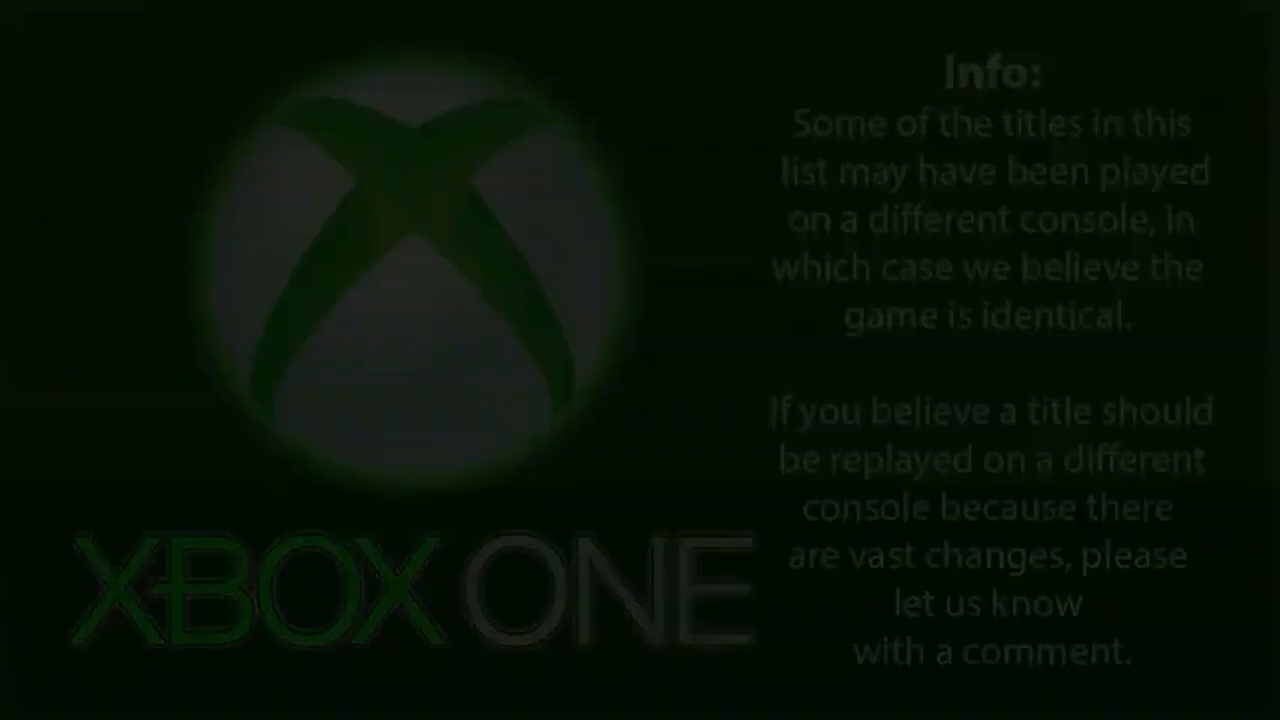 Info:
Some of the titles in this
list may have been played
on a different console, in
which case we believe the
game is identical.
If you believe a title should
be replayed on a different
console because there
are vast changes, please
let us know
with a comment.
XBOX ONE